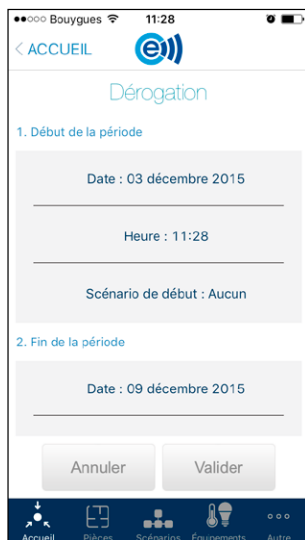 Bouygues 11:28
< ACCUEIL e
Dérogation
1. Début de la période
Date : 03 décembre 2015
Heure : 11:28
Scénario de début : Aucun
2. Fin de la période
Date : 09 décembre 2015
Annuler Valider
Accueil Pièces Scénarios Équipements Autre